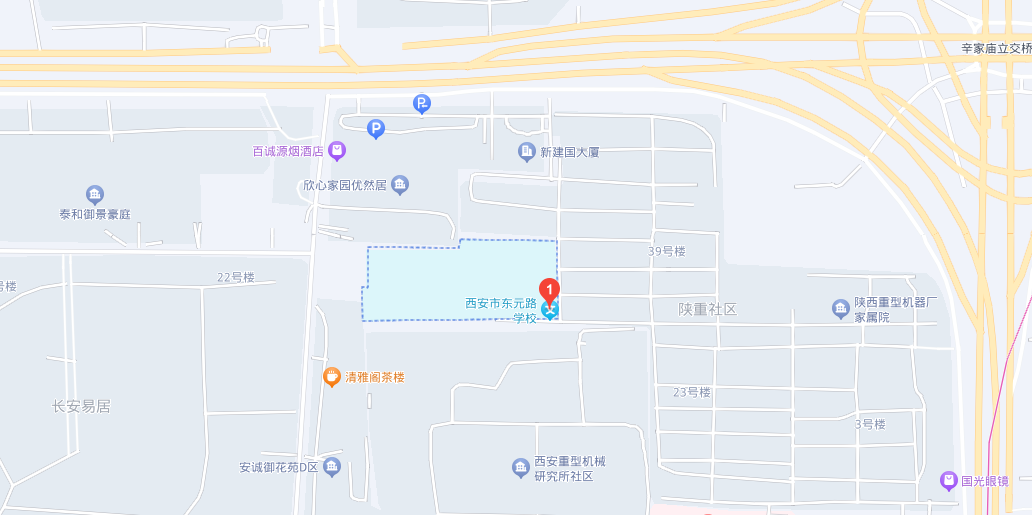 辛家庙立交桥
P
P
百诚源烟酒店
新建国大厦
欣心家园优然居
泰和御景豪庭
39号楼
22号楼
号楼
1
西安市东元路
学校
文
陕重社区
陕西重型机器厂
家属院
清雅阁茶楼
23号楼
长安易居
3号楼
安诚御花苑D区
西安重型机械
研究所社区
国光眼镜